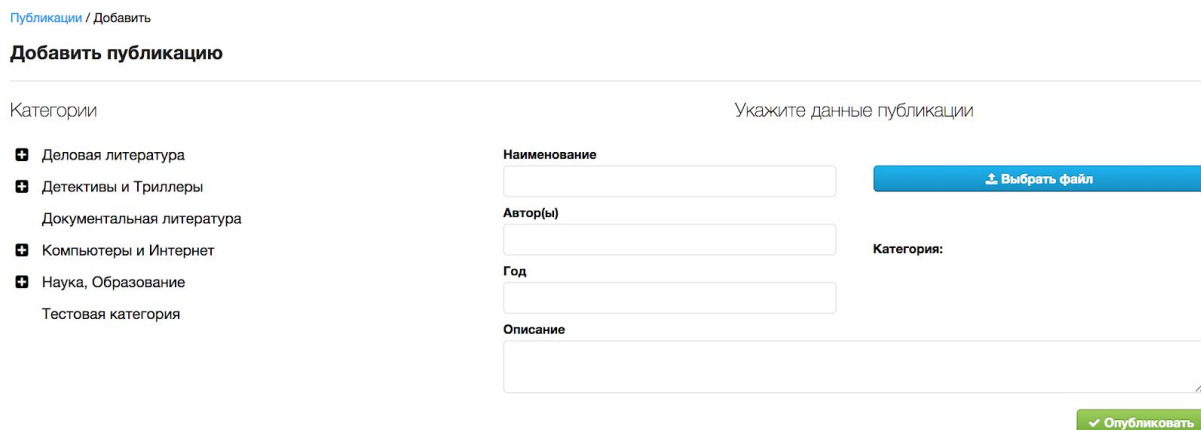 Публикации / Добавить
Добавить публикацию
Категории
Деловая литература
Детективы и Триллеры
Документальная литература
Компьютеры и Интернет
Наука, Образование
Тестовая категория
Укажите данные публикации
Наименование
Выбрать файл
Автор(ы)
Категория:
Год
Описание
Опубликовать